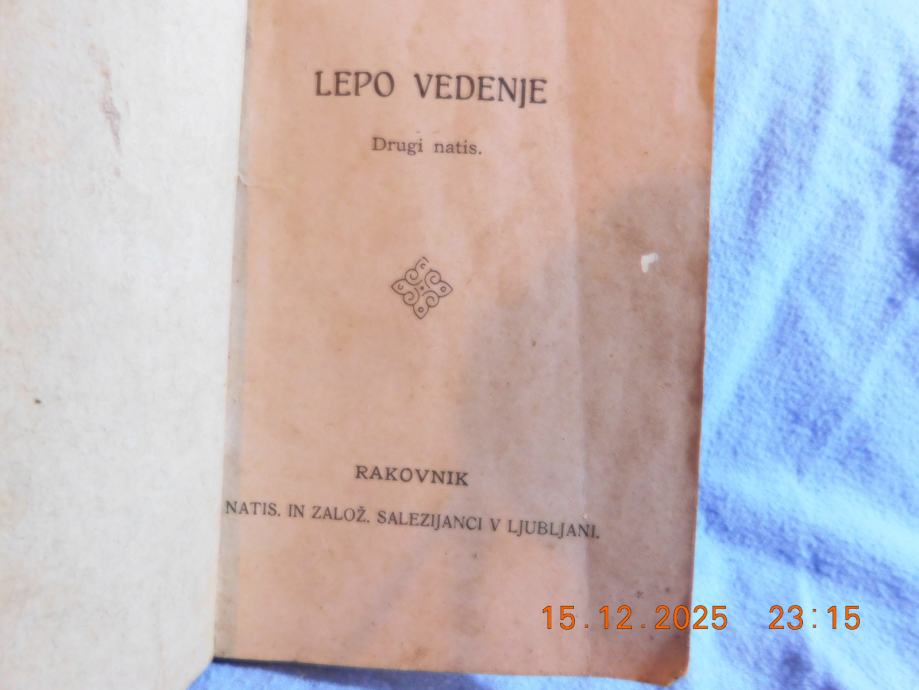 LEPO VEDENJE
Drugi natis.
RAKOVNIK
NATIS. IN ZALOŽ. SALEZIJANCI V LJUBLJANI.
15.12.2025 23:15